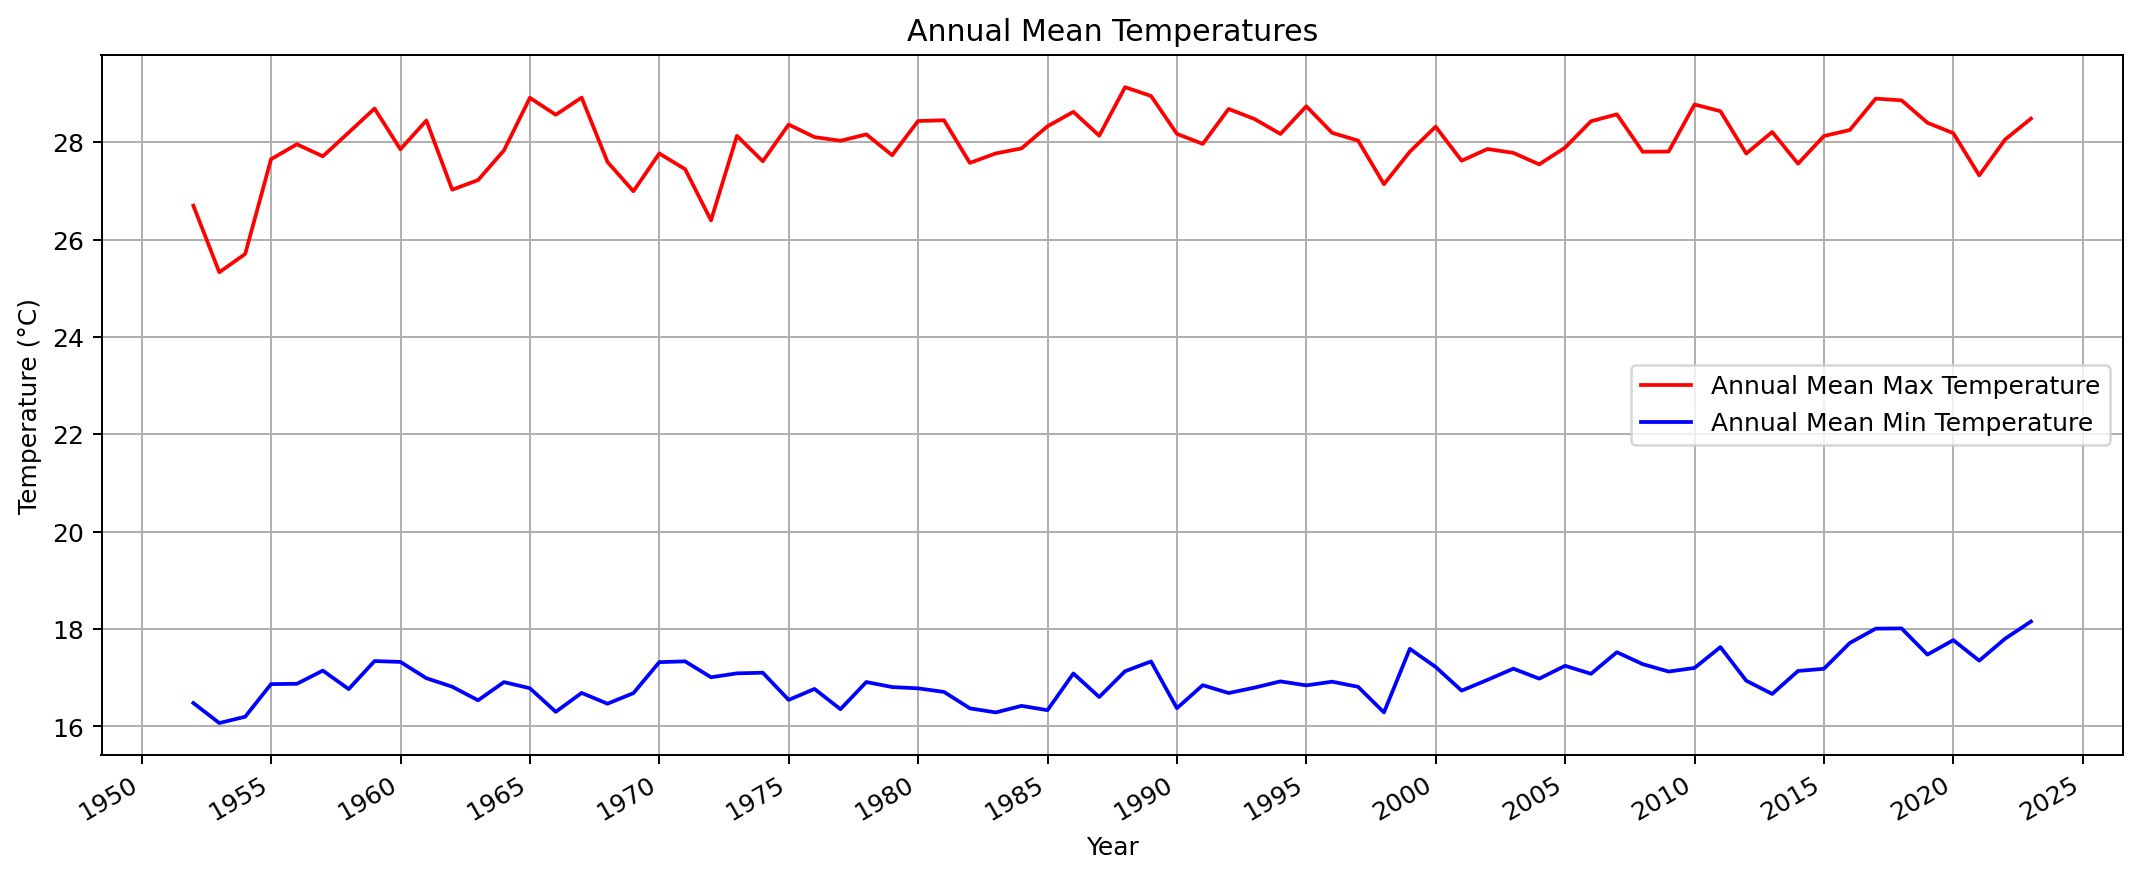 Annual Mean Temperatures
Temperature (°C)
28
26
24
22
20
18
16
Annual Mean Max Temperature
Annual Mean Min Temperature
1950 1955 1960 1965 1970 1975 1980 1985 1990 1995 2000 2005 2010 2015 2020 2025
Year